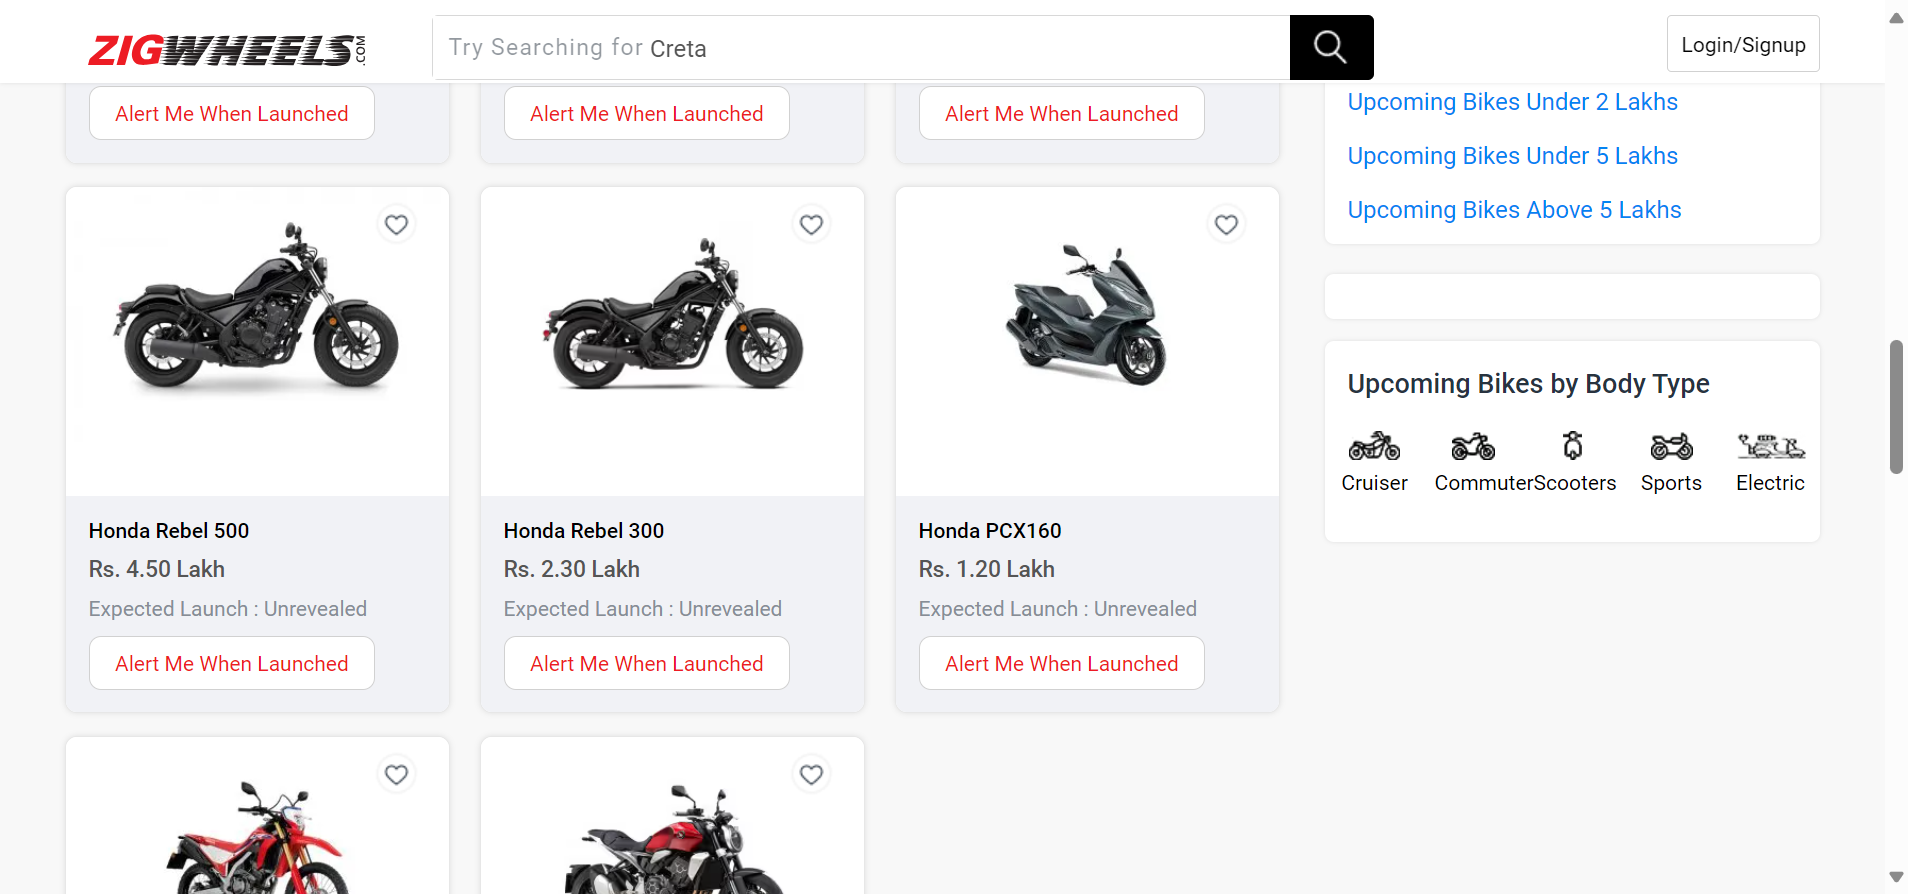 ZIGWHEELS.COM
Try Searching for Creta
Login/Signup
Alert Me When Launched
Alert Me When Launched
Alert Me When Launched
Upcoming Bikes Under 2 Lakhs
Upcoming Bikes Under 5 Lakhs
Upcoming Bikes Above 5 Lakhs
Honda Rebel 500
Rs. 4.50 Lakh
Expected Launch : Unrevealed
Alert Me When Launched
Honda Rebel 300
Rs. 2.30 Lakh
Expected Launch : Unrevealed
Alert Me When Launched
Honda PCX160
Rs. 1.20 Lakh
Expected Launch : Unrevealed
Alert Me When Launched
Upcoming Bikes by Body Type
Cruiser
Commuter
Scooters
Sports
Electric